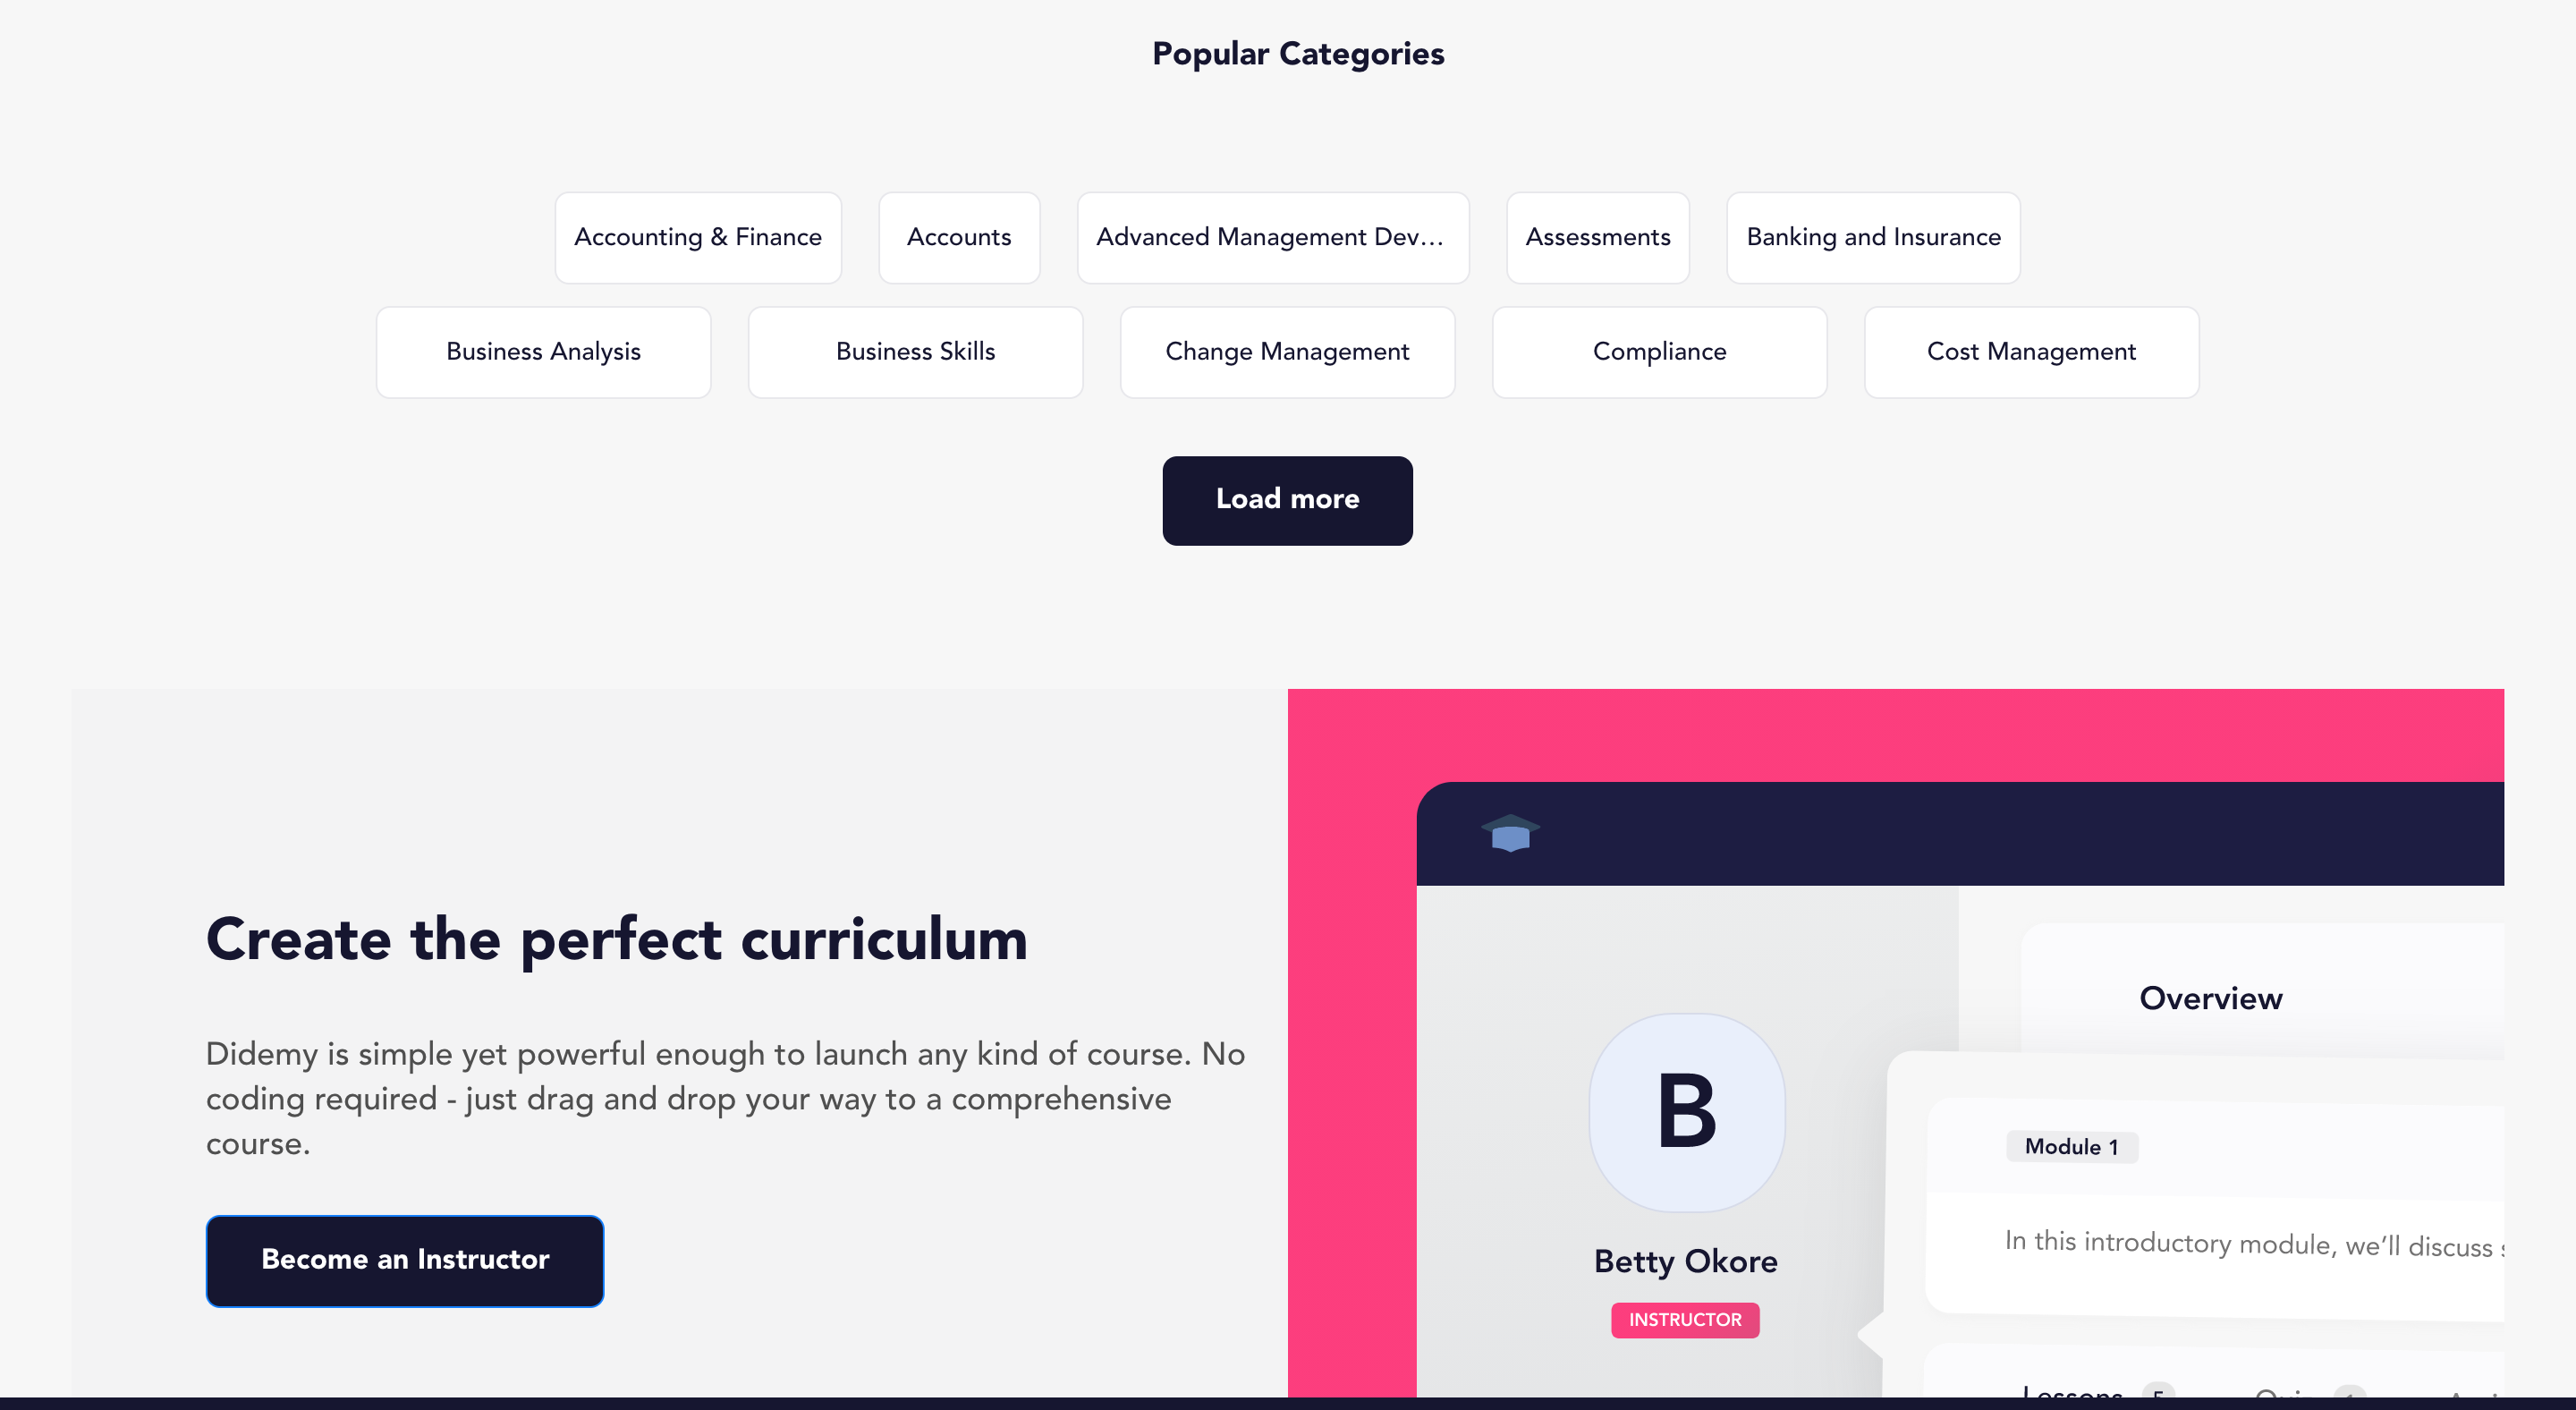 Popular Categories
Accounting & Finance
Accounts
Advanced Management Dev...
Assessments
Banking and Insurance
Business Analysis
Business Skills
Change Management
Compliance
Cost Management
Load more
Create the perfect curriculum
Didemy is simple yet powerful enough to launch any kind of course. No
coding required - just drag and drop your way to a comprehensive
course.
Become an Instructor
B
Betty Okore
INSTRUCTOR
Overview
Module 1
In this introductory module, we’ll discuss
Lessons 5
Quiz